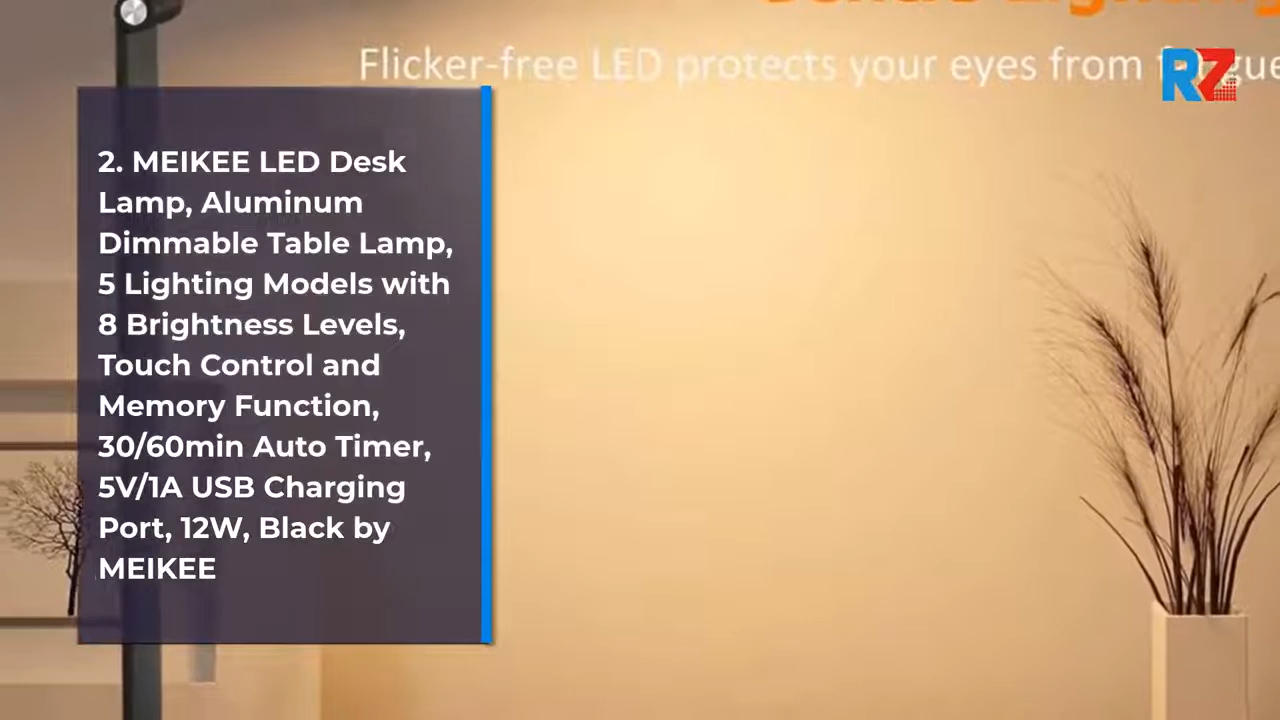 Lighting
Flicker-free LED protects your eyes from
RZ
2. MEIKEE LED Desk
Lamp, Aluminum
Dimmable Table Lamp,
5 Lighting Models with
8 Brightness Levels,
Touch Control and
Memory Function,
30/60min Auto Timer,
5V/1A USB Charging
Port, 12W, Black by
MEIKEE